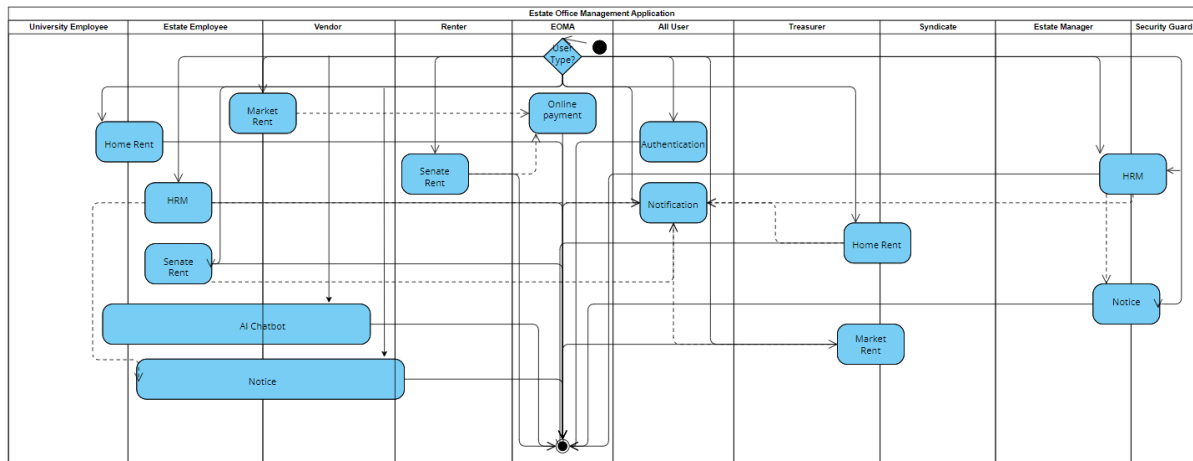 Estate Office Management Application
University Employee
Estate Employee
Vendor
Renter
EOMA
All User
Treasurer
Syndicate
Estate Manager
Security Guard
User
Type?
Market
Rent
Online
payment
Home Rent
Authentication
Senate
Rent
HRM
HRM
Notification
Home Rent
Senate
Rent
Notice
AI Chatbot
Market
Rent
Notice